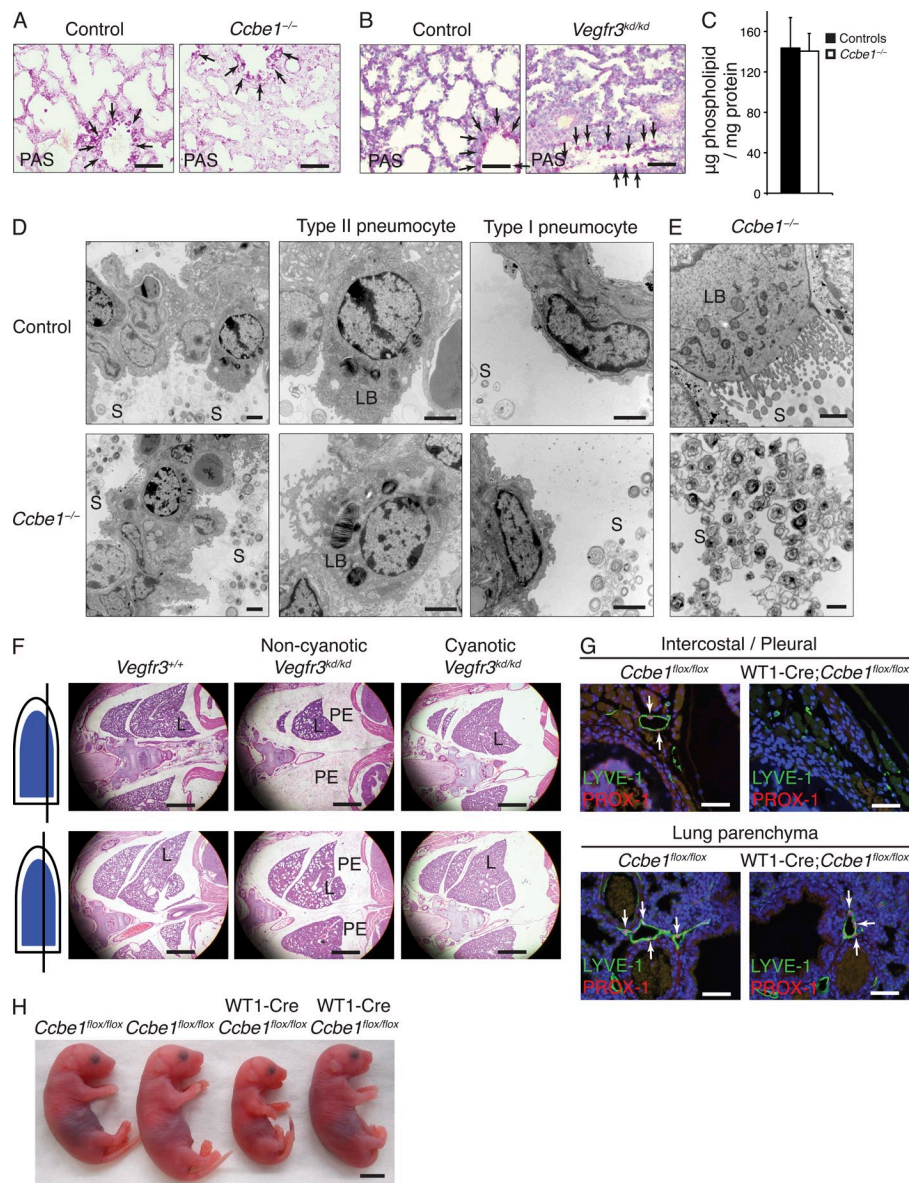 A
Control
Ccbe1−/−
PAS
PAS
B
Control
Vegfr3kd/kd
PAS
PAS
C
160
120
80
40
0
µg phospholipid
/ mg protein
Controls
Ccbe1−/−
D
Type II pneumocyte
Type I pneumocyte
Control
S
S
LB
S
Ccbe1−/−
S
S
LB
S
E
Ccbe1−/−
LB
S
S
F
Vegfr3+/+
Non-cyanotic
Vegfr3kd/kd
Cyanotic
Vegfr3kd/kd
L
L
PE
PE
L
L
PE
L
PE
L
G
Intercostal / Pleural
Ccbe1flox/flox
WT1-Cre;Ccbe1flox/flox
LYVE-1
PROX-1
LYVE-1
PROX-1
Lung parenchyma
Ccbe1flox/flox
WT1-Cre;Ccbe1flox/flox
LYVE-1
PROX-1
LYVE-1
PROX-1
H
Ccbe1flox/flox
Ccbe1flox/flox
WT1-Cre
Ccbe1flox/flox
WT1-Cre
Ccbe1flox/flox